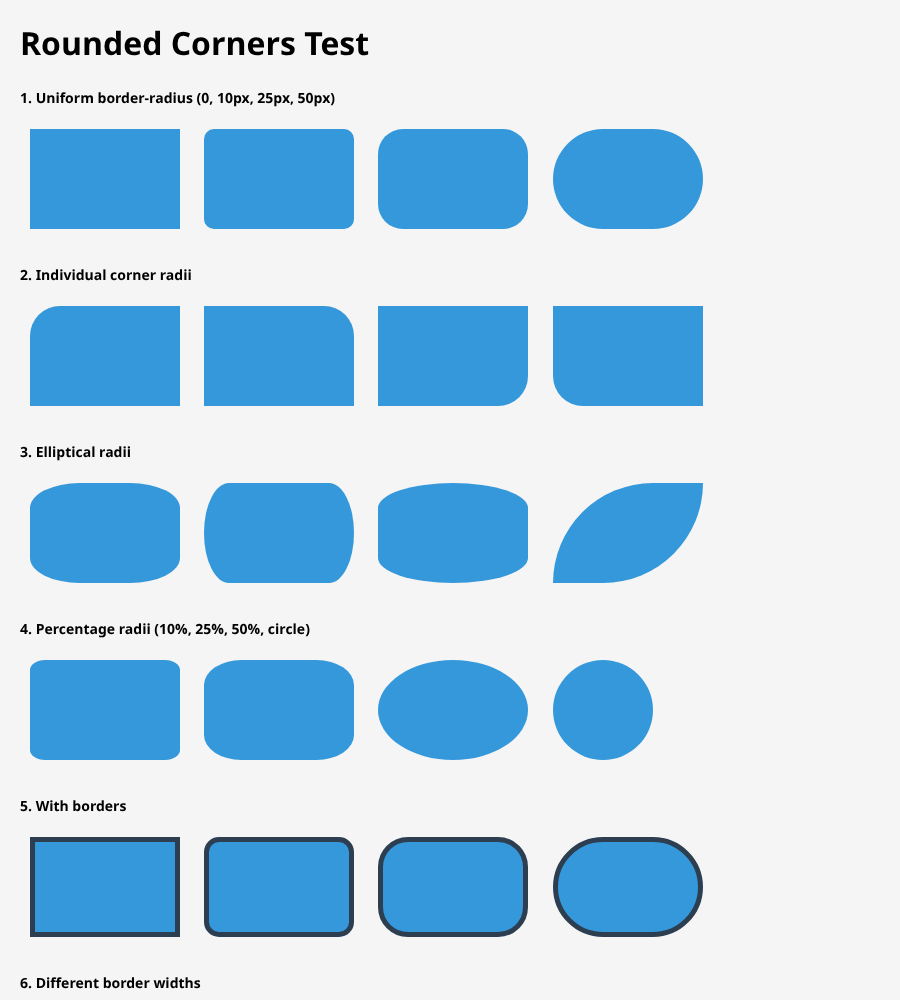 Rounded Corners Test
1. Uniform border-radius (0, 10px, 25px, 50px)
2. Individual corner radii
3. Elliptical radii
4. Percentage radii (10%, 25%, 50%, circle)
5. With borders
6. Different border widths